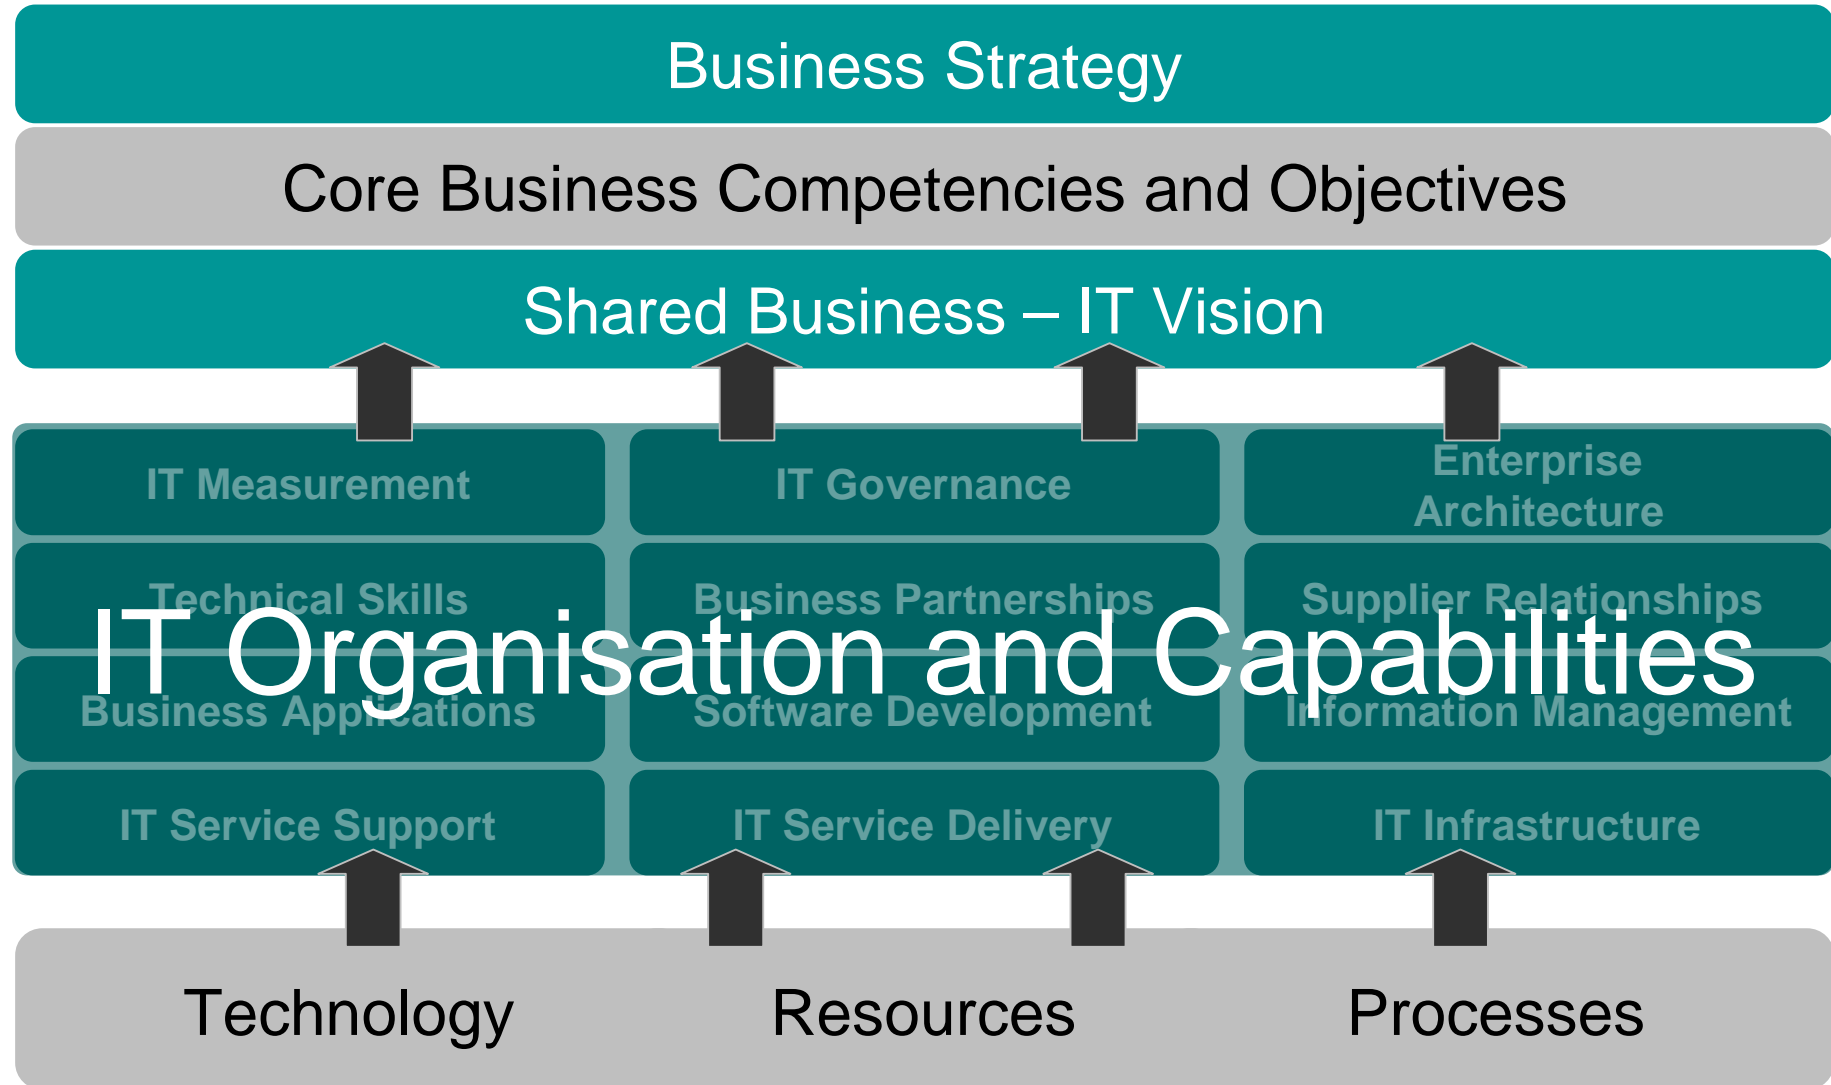 Business Strategy
Core Business Competencies and Objectives
Shared Business – IT Vision
IT Measurement
IT Governance
Enterprise
Architecture
Technical Skills
Business Partnerships
Supplier Relationships
IT Organisation and Capabilities
Business Applications
Software Development
Information Management
IT Service Support
IT Service Delivery
IT Infrastructure
Technology
Resources
Processes